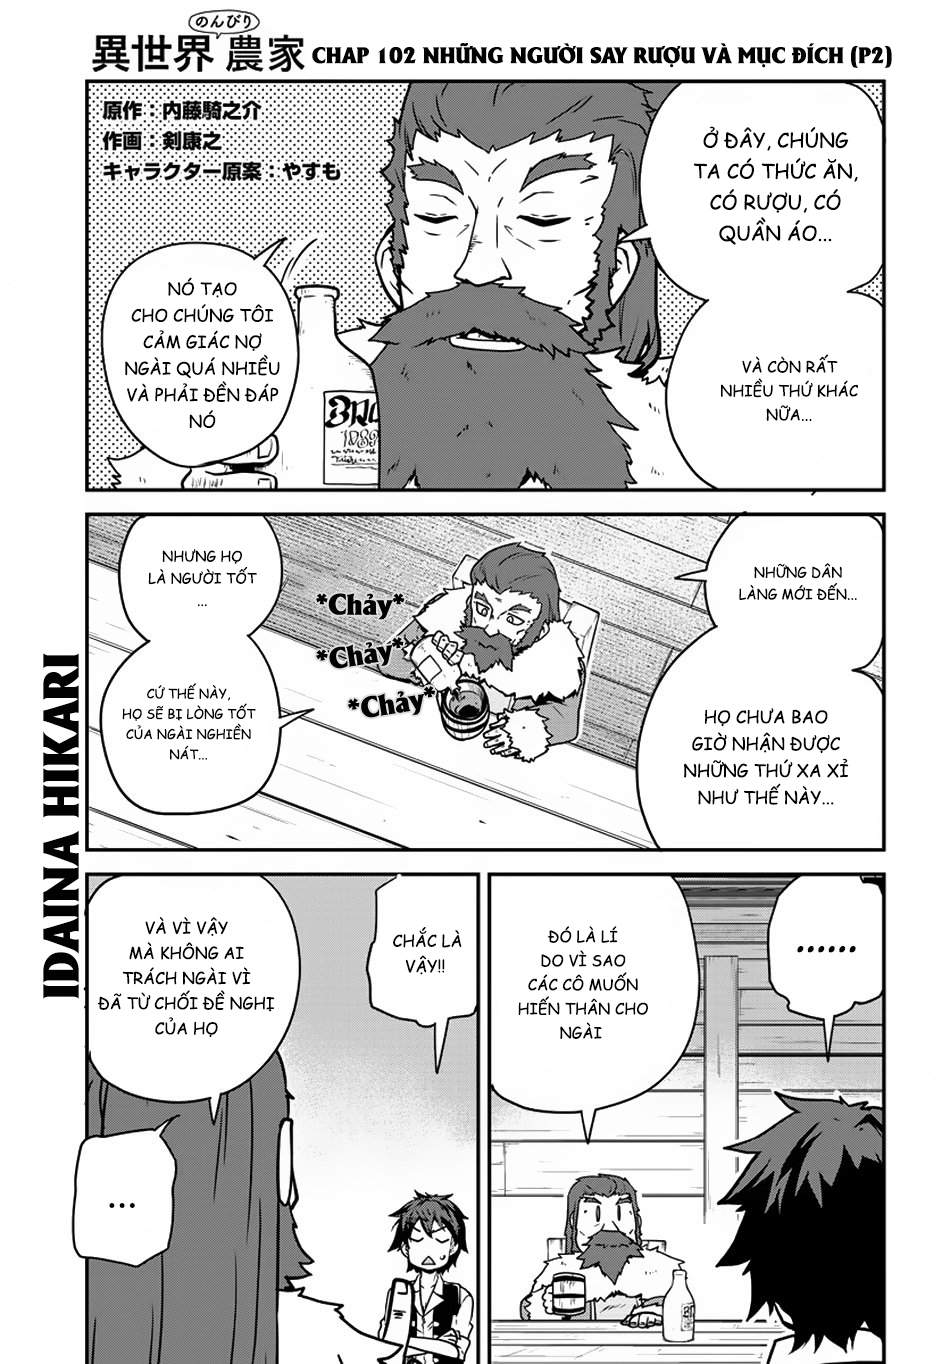 のんびり
異世界農家 CHAP 102 NHỮNG NGƯỜI SAY RƯỢU VÀ MỤC ĐÍCH (P2)
原作：内藤騎之介
作画：剣康之
キャラクター原案：やすも
Ở ĐÂY, CHÚNG
TA CÓ THỨC ĂN,
CÓ RƯỢU, CÓ
QUẦN ÁO...
VÀ CÒN RẤT
NHIỀU THỨ KHÁC
NỮA...
NÓ TẠO
CHO CHÚNG TÔI
CẢM GIÁC NỢ
NGÀI QUÁ NHIỀU
VÀ PHẢI ĐỀN ĐÁP
NÓ
1089
NHỮNG DÂN
LÀNG MỚI ĐẾN...
HỌ CHƯA BAO
GIỜ NHẬN ĐƯỢC
NHỮNG THỨ XA XỈ
NHƯ THẾ NÀY...
*Chảy*
*Chảy*
*Chảy*
NHƯNG HỌ
LÀ NGƯỜI TỐT
...
CỨ THẾ NÀY,
HỌ SẼ BỊ LÒNG TỐT
CỦA NGÀI NGHIỀN
NÁT...
IDAINA HIKARI
......
ĐÓ LÀ LÍ
DO VÌ SAO
CÁC CÔ MUỐN
HIẾN THÂN CHO
NGÀI
CHẮC LÀ
VẬY!!
VÀ VÌ VẬY
MÀ KHÔNG AI
TRÁCH NGÀI VÌ
ĐÃ TỪ CHỐI ĐỀ NGHỊ
CỦA HỌ
...